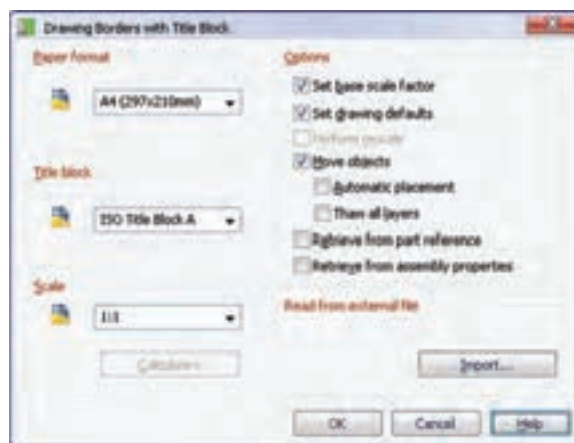 Drawing Borders with Title Block
Paper format
A4 (297x210mm)
Title block
ISO Title Block A
Scale
1:1
Calculate <
Options
Set base scale factor
Set drawing defaults
Perform rescale
Move objects
Automatic placement
Thaw all layers
Retrieve from part reference
Retrieve from assembly properties
Read from external file
Import...
OK
Cancel
Help